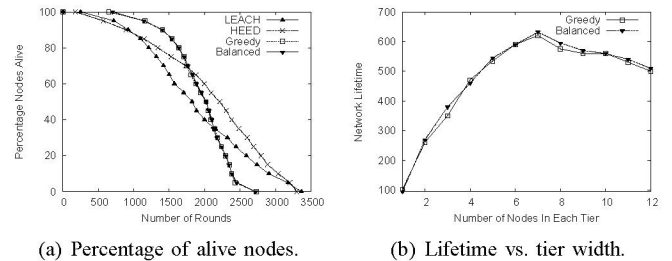 100
80
60
40
20
0
Percentage Nodes Alive
0 500 1000 1500 2000 2500 3000 3500
Number of Rounds
LEACH
HEED
Greedy
Balanced
(a) Percentage of alive nodes.
700
600
500
400
300
200
100
Network Lifetime
2 4 6 8 10 12
Number of Nodes In Each Tier
Greedy
Balanced
(b) Lifetime vs. tier width.